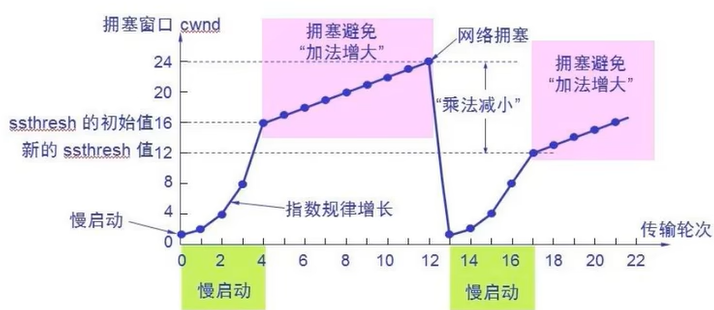 拥塞窗口 cwnd
拥塞避免
“加法增大”
网络拥塞
拥塞避免
“加法增大”
24
20
“乘法减小”
ssthresh 的初始值 16
新的 ssthresh 值 12
8
指数规律增长
4
慢启动
0
传输轮次
0 2 4 6 8 10 12 14 16 18 20 22
慢启动
慢启动